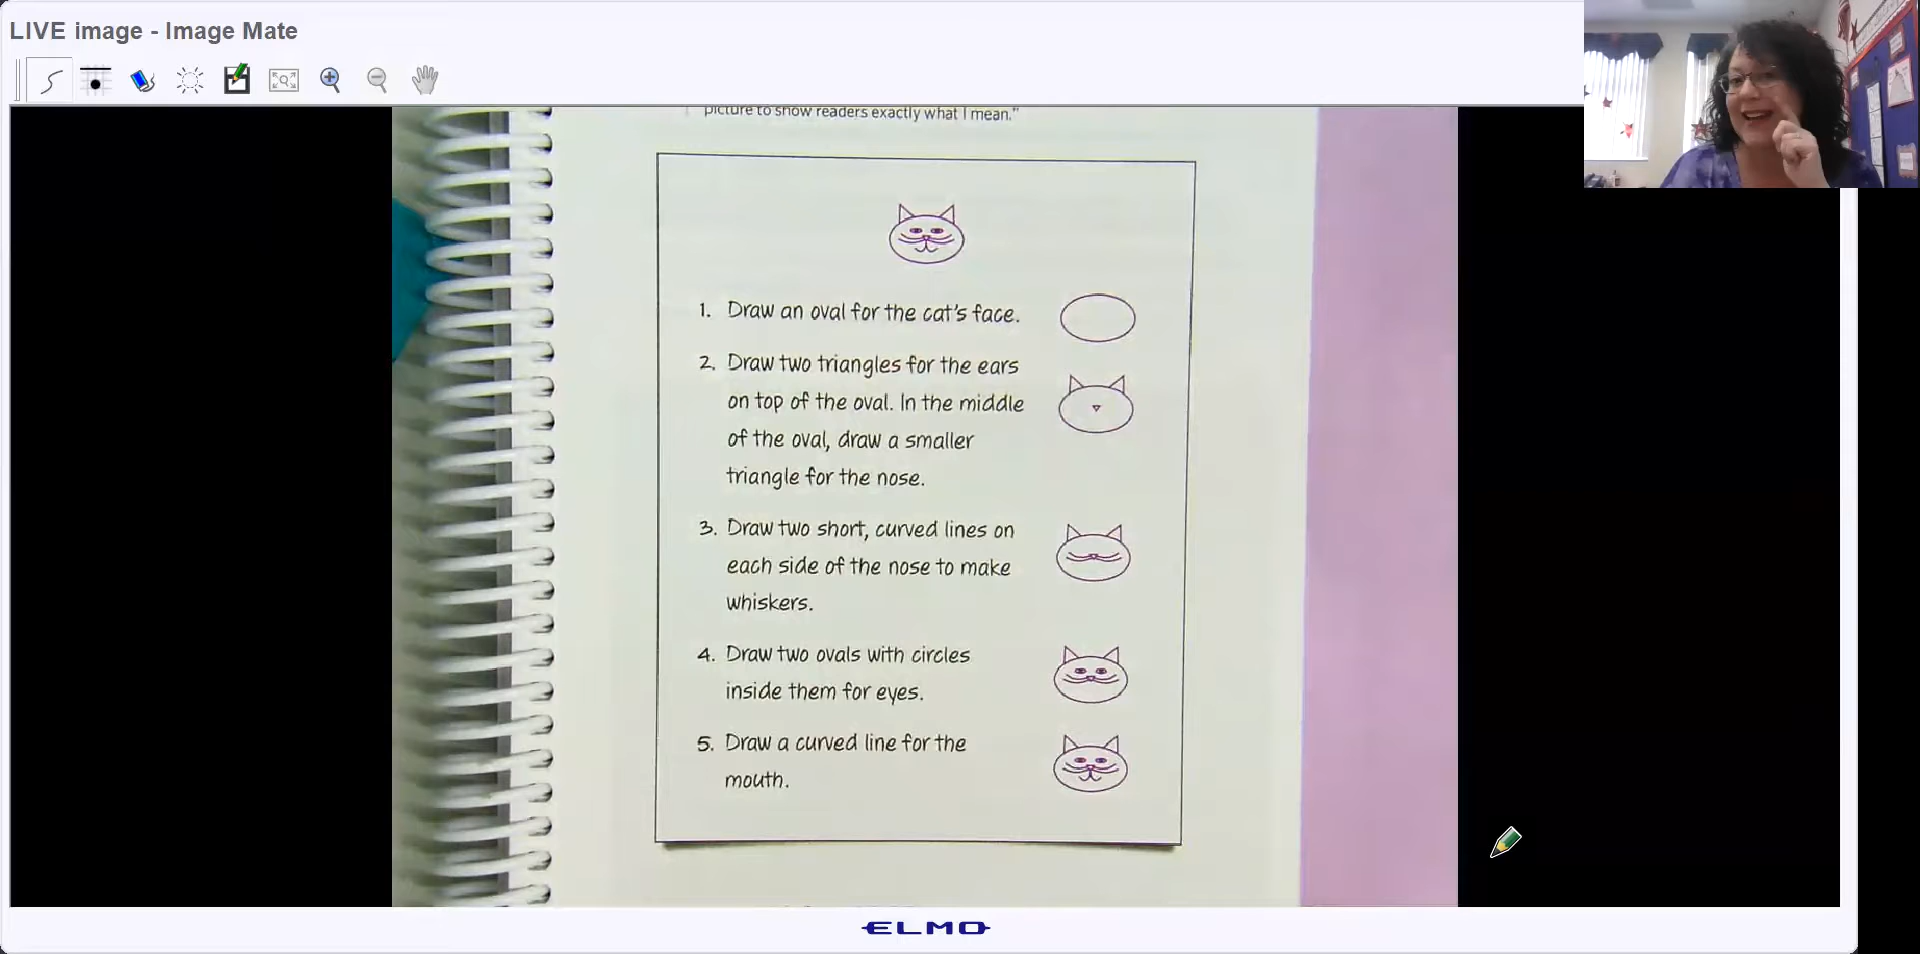 LIVE image - Image Mate
picture to show readers exactly what I mean."
1. Draw an oval for the cat's face.
2. Draw two triangles for the ears
on top of the oval. In the middle
of the oval, draw a smaller
triangle for the nose.
3. Draw two short, curved lines on
each side of the nose to make
whiskers.
4. Draw two ovals with circles
inside them for eyes.
5. Draw a curved line for the
mouth.
ELMO